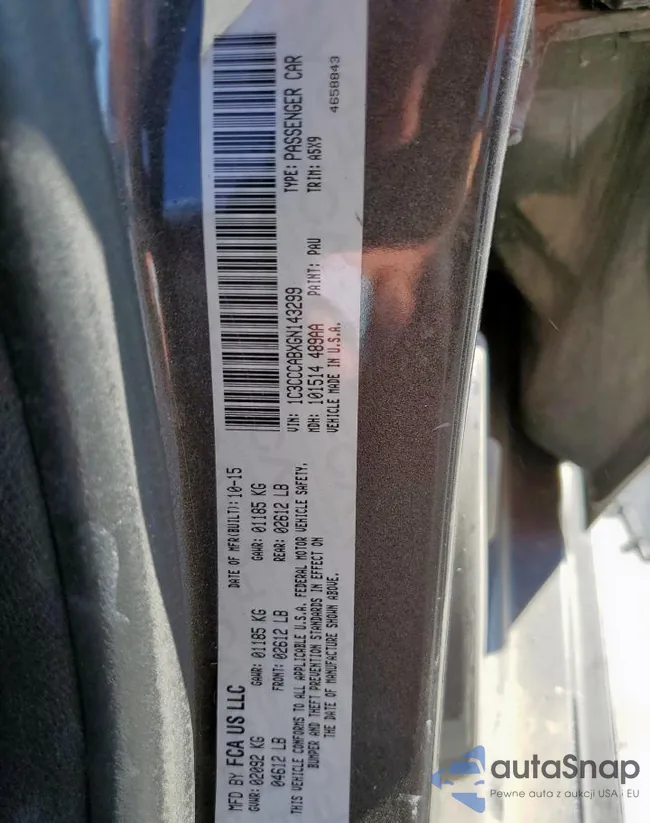 MFD BY FCA US LLC DATE OF MFR(BUILT): 10-15
GVWR: 02092 KG GAWR: 01185 KG GAWR: 01185 KG
04612 LB FRONT: 02612 LB REAR: 02612 LB
THIS VEHICLE CONFORMS TO ALL APPLICABLE U.S.A. FEDERAL MOTOR VEHICLE SAFETY,
BUMPER AND THEFT PREVENTION STANDARDS IN EFFECT ON
THE DATE OF MANUFACTURE SHOWN ABOVE.
VIN: 1C3CCCABXGN143299 TYPE: PASSENGER CAR
MDH: 101514 489AA PAINT: PAU TRIM: A5X9
VEHICLE MADE IN U.S.A. 4658843
autaSnap
Pewne auta z aukcji USA i EU